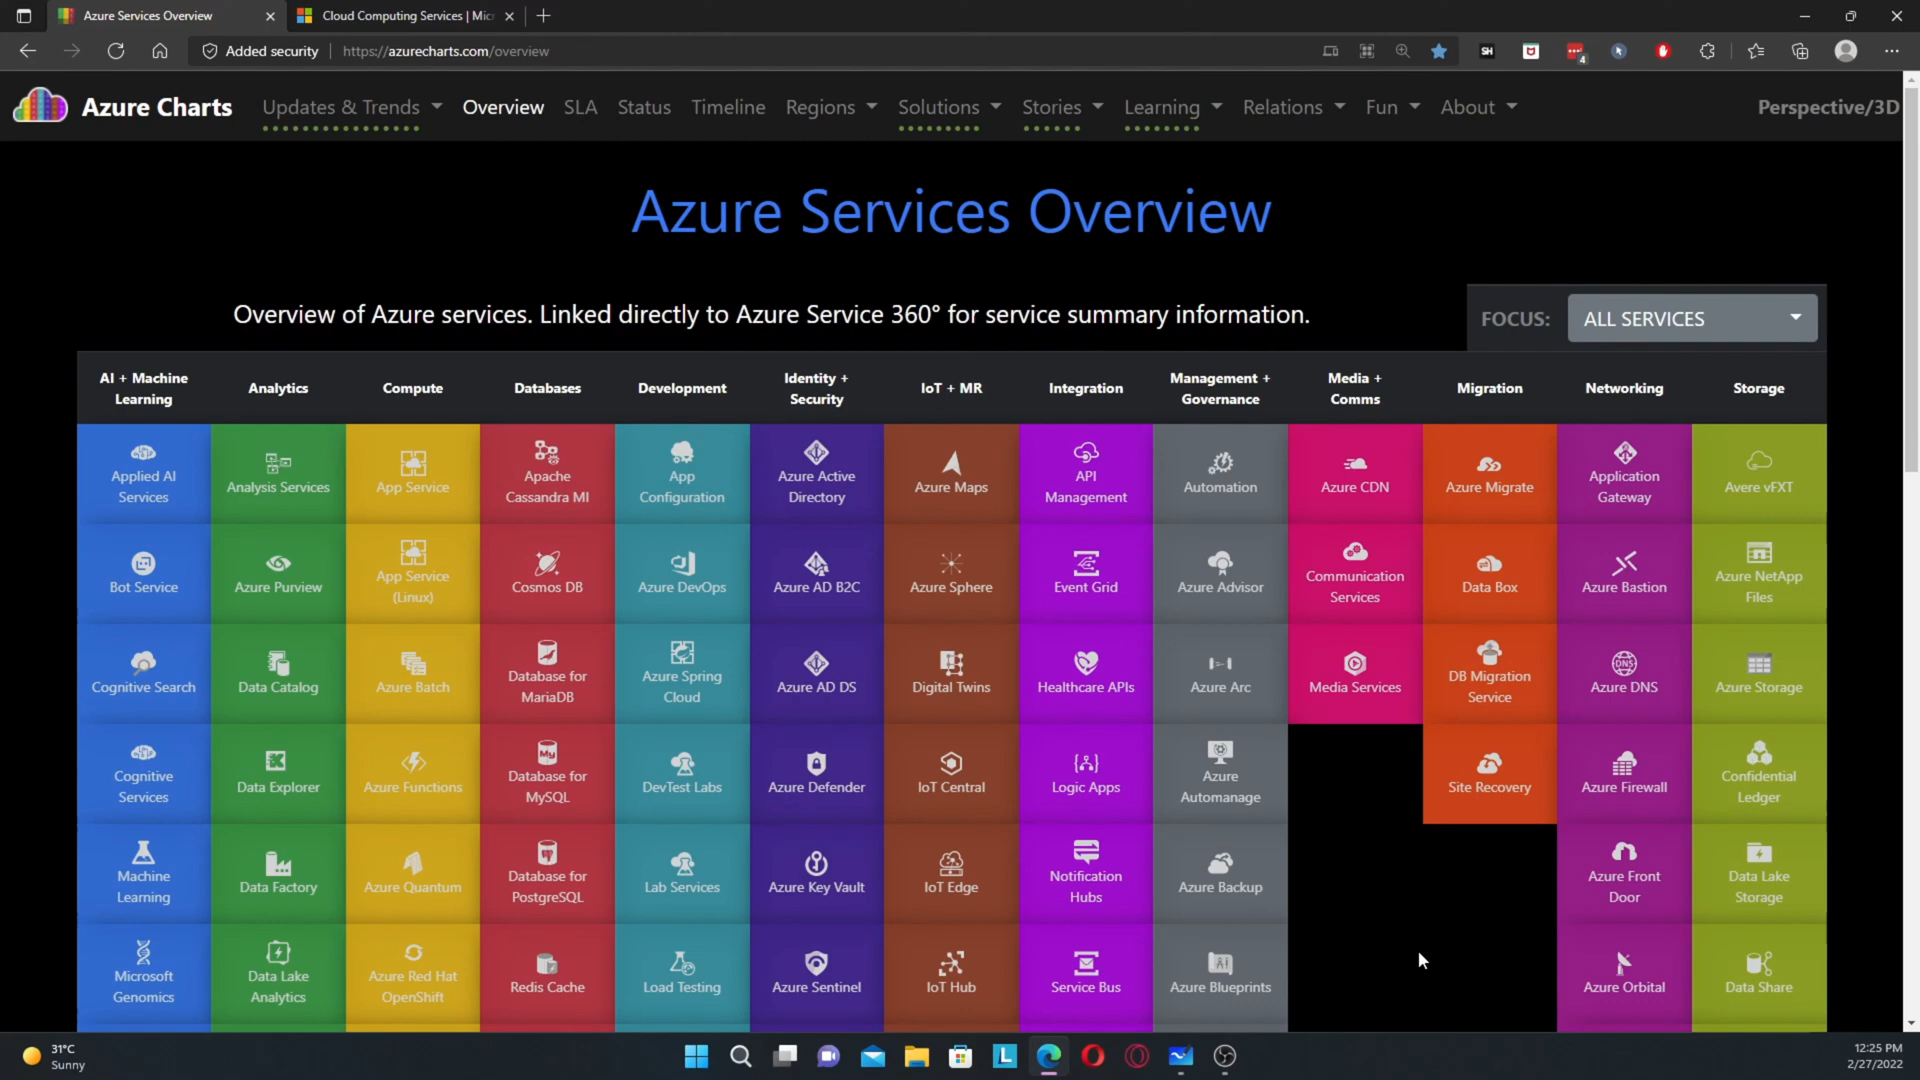 Azure Services Overview
Cloud Computing Services | Mic
Added security
https://azurecharts.com/overview
4
Azure Charts
Updates & Trends
Overview
SLA
Status
Timeline
Regions
Solutions
Stories
Learning
Relations
Fun
About
Perspective/3D
Azure Services Overview
Overview of Azure services. Linked directly to Azure Service 360° for service summary information.
FOCUS:
ALL SERVICES
AI + Machine
Learning
Analytics
Compute
Databases
Development
Identity +
Security
IoT + MR
Integration
Management +
Governance
Media +
Comms
Migration
Networking
Storage
Applied AI
Services
Analysis Services
App Service
Apache
Cassandra MI
App
Configuration
Azure Active
Directory
Azure Maps
API
Management
Automation
Azure CDN
Azure Migrate
Application
Gateway
Avere vFXT
Bot Service
Azure Purview
App Service
(Linux)
Cosmos DB
Azure DevOps
Azure AD B2C
Azure Sphere
Event Grid
Azure Advisor
Communication
Services
Data Box
Azure Bastion
Azure NetApp
Files
Cognitive Search
Data Catalog
Azure Batch
Database for
MariaDB
Azure Spring
Cloud
Azure AD DS
Digital Twins
Healthcare APIs
Azure Arc
Media Services
DB Migration
Service
DNS
Azure DNS
Azure Storage
Cognitive
Services
Data Explorer
Azure Functions
My
Database for
MySQL
DevTest Labs
Azure Defender
IoT Central
Logic Apps
Azure
Automanage
Site Recovery
Azure Firewall
Confidential
Ledger
Machine
Learning
Data Factory
Azure Quantum
Database for
PostgreSQL
Lab Services
Azure Key Vault
IoT Edge
Notification
Hubs
Azure Backup
Azure Front
Door
Data Lake
Storage
Microsoft
Genomics
Data Lake
Analytics
Azure Red Hat
OpenShift
Redis Cache
Load Testing
Azure Sentinel
IoT Hub
Service Bus
Azure Blueprints
Azure Orbital
Data Share
31°C
Sunny
L
12:25 PM
2/27/2022